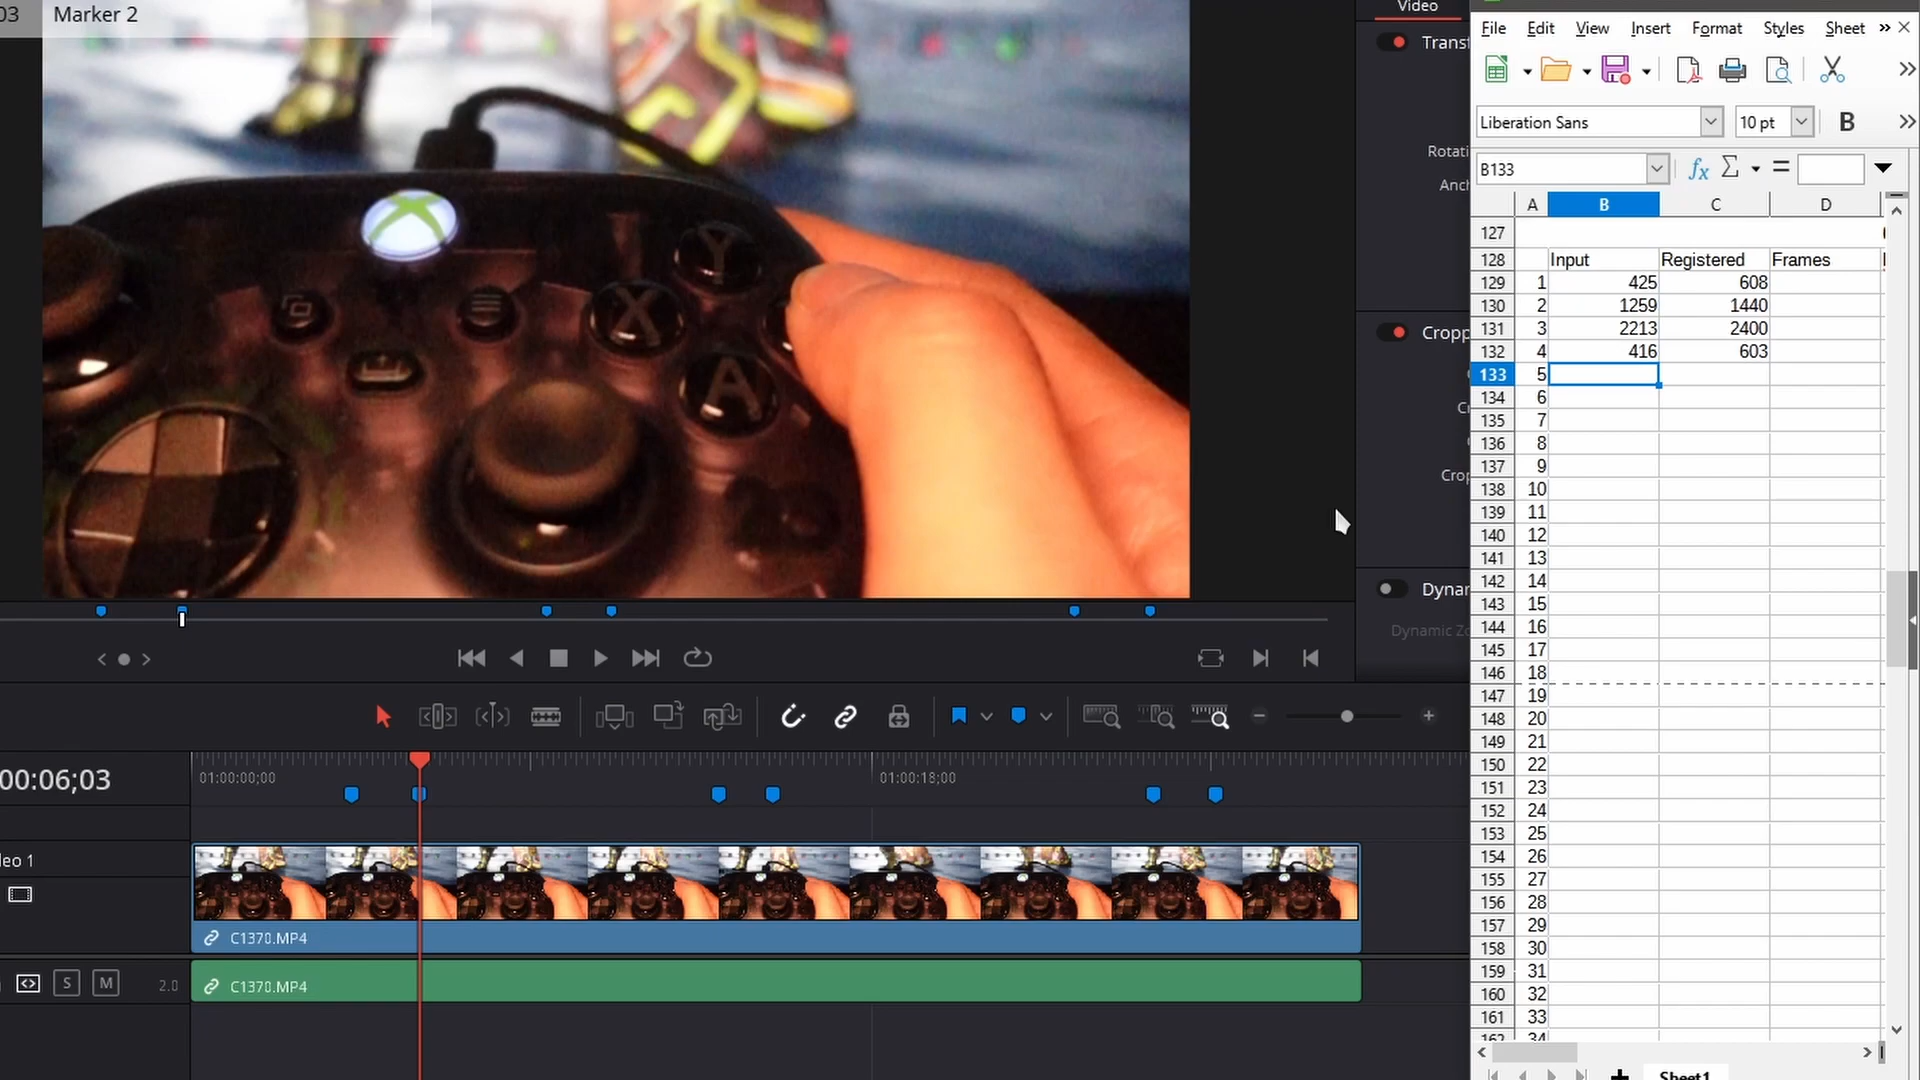 03 Marker 2
Video
Transf
Rotati
Anch
Cropp
C
Cr
C
Crop
Dynar
Dynamic Zo
Y
X
A
00:06;03
01:00:00;00
01:00:18;00
eo 1
C1370.MP4
S
M
2.0
C1370.MP4
File Edit View Insert Format Styles Sheet
Liberation Sans 10 pt B
B133 fx Σ =
A B C D
127
128 Input Registered Frames
129 1 425 608
130 2 1259 1440
131 3 2213 2400
132 4 416 603
133 5
134 6
135 7
136 8
137 9
138 10
139 11
140 12
141 13
142 14
143 15
144 16
145 17
146 18
147 19
148 20
149 21
150 22
151 23
152 24
153 25
154 26
155 27
156 28
157 29
158 30
159 31
160 32
161 33
162 34
Sheet1